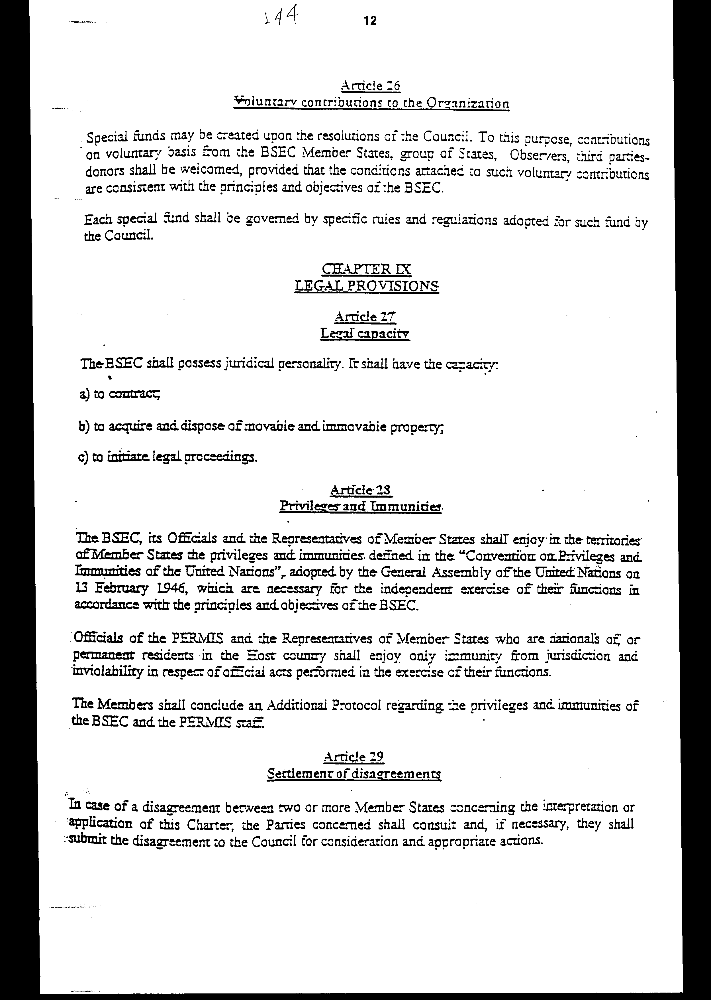 144
12
Article 26
Voluntary contributions to the Organization
Special funds may be created upon the resolutions of the Council. To this purpose, contributions
on voluntary basis from the BSEC Member States, group of States, Observers, third parties-
donors shall be welcomed, provided that the conditions attached to such voluntary contributions
are consistent with the principles and objectives of the BSEC.
Each special fund shall be governed by specific rules and regulations adopted for such fund by
the Council.
CHAPTER IX
LEGAL PROVISIONS
Article 27
Legal capacity
The BSEC shall possess juridical personality. It shall have the capacity:
a) to contract;
b) to acquire and dispose of movable and immovable property;
c) to initiate legal proceedings.
Article 28
Privileges and Immunities
The BSEC, its Officials and the Representatives of Member States shall enjoy in the territories
of Member States the privileges and immunities defined in the “Convention on Privileges and
Immunities of the United Nations”, adopted by the General Assembly of the United Nations on
13 February 1946, which are necessary for the independent exercise of their functions in
accordance with the principles and objectives of the BSEC.
Officials of the PERMIS and the Representatives of Member States who are nationals of, or
permanent residents in the Host country shall enjoy only immunity from jurisdiction and
inviolability in respect of official acts performed in the exercise of their functions.
The Members shall conclude an Additional Protocol regarding the privileges and immunities of
the BSEC and the PERMIS staff.
Article 29
Settlement of disagreements
In case of a disagreement between two or more Member States concerning the interpretation or
application of this Charter, the Parties concerned shall consult and, if necessary, they shall
submit the disagreement to the Council for consideration and appropriate actions.